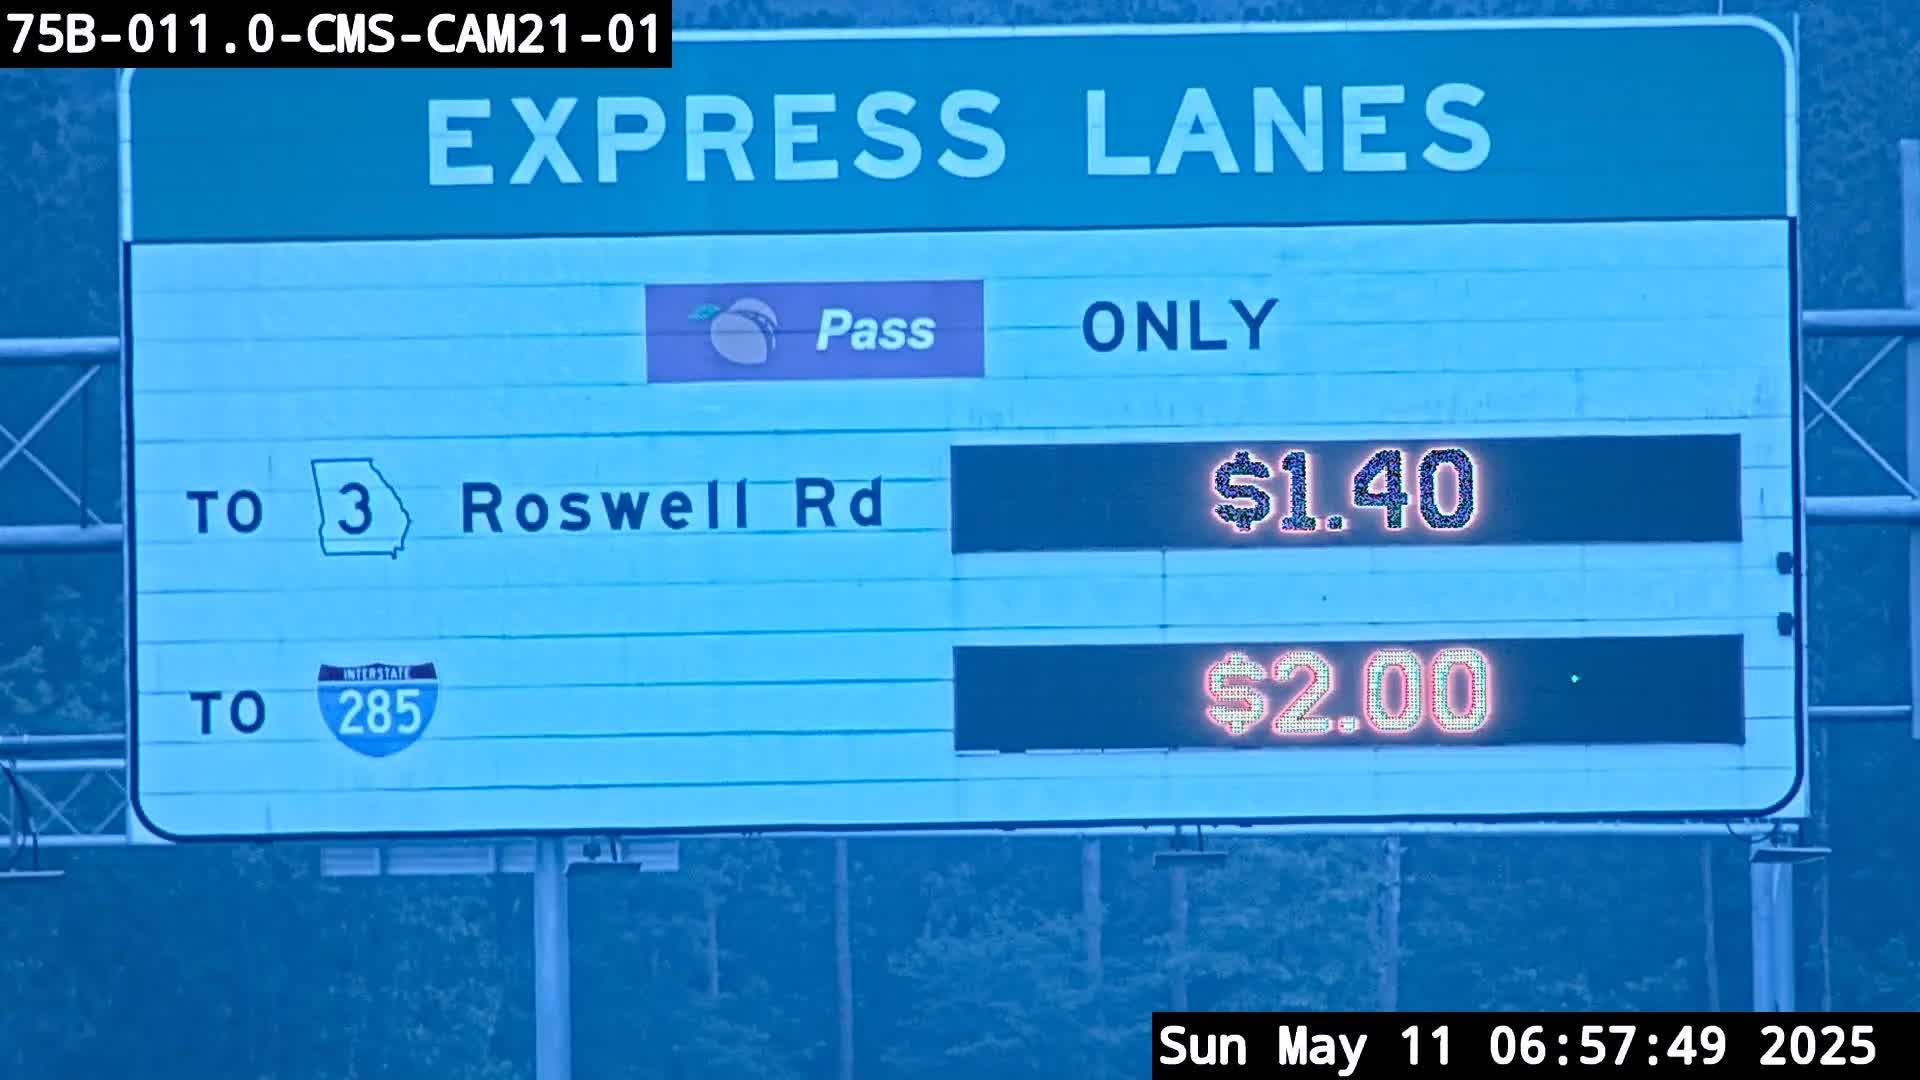 75B-011.0-CMS-CAM21-01
EXPRESS LANES
Pass ONLY
TO 3 Roswell Rd $1.40
TO INTERSTATE 285 $2.00
Sun May 11 06:57:49 2025